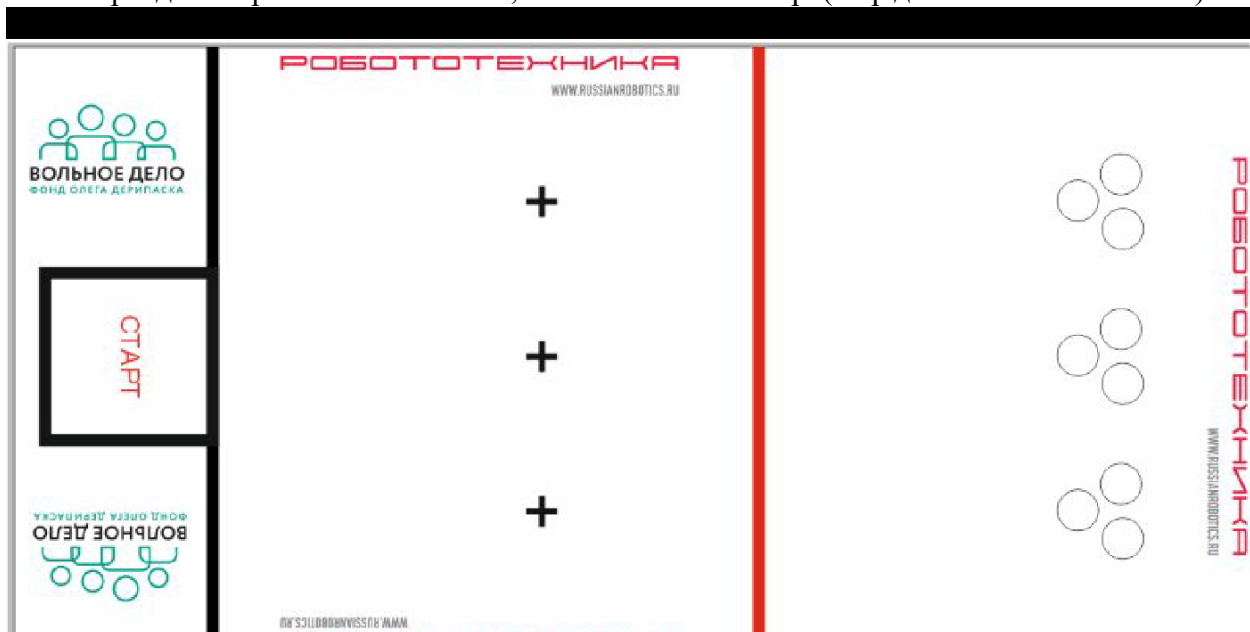 РОБОТОТЕХНИКА
WWW.RUSSIANROBOTICS.RU
ВОЛЬНОЕ ДЕЛО
ФОНД ОЛЕГА ДЕРИПАСКА
СТАРТ
РОБОТОТЕХНИКА
WWW.RUSSIANROBOTICS.RU
ВОЛЬНОЕ ДЕЛО
ФОНД ОЛЕГА ДЕРИПАСКА
WWW.RUSSIANROBOTICS.RU